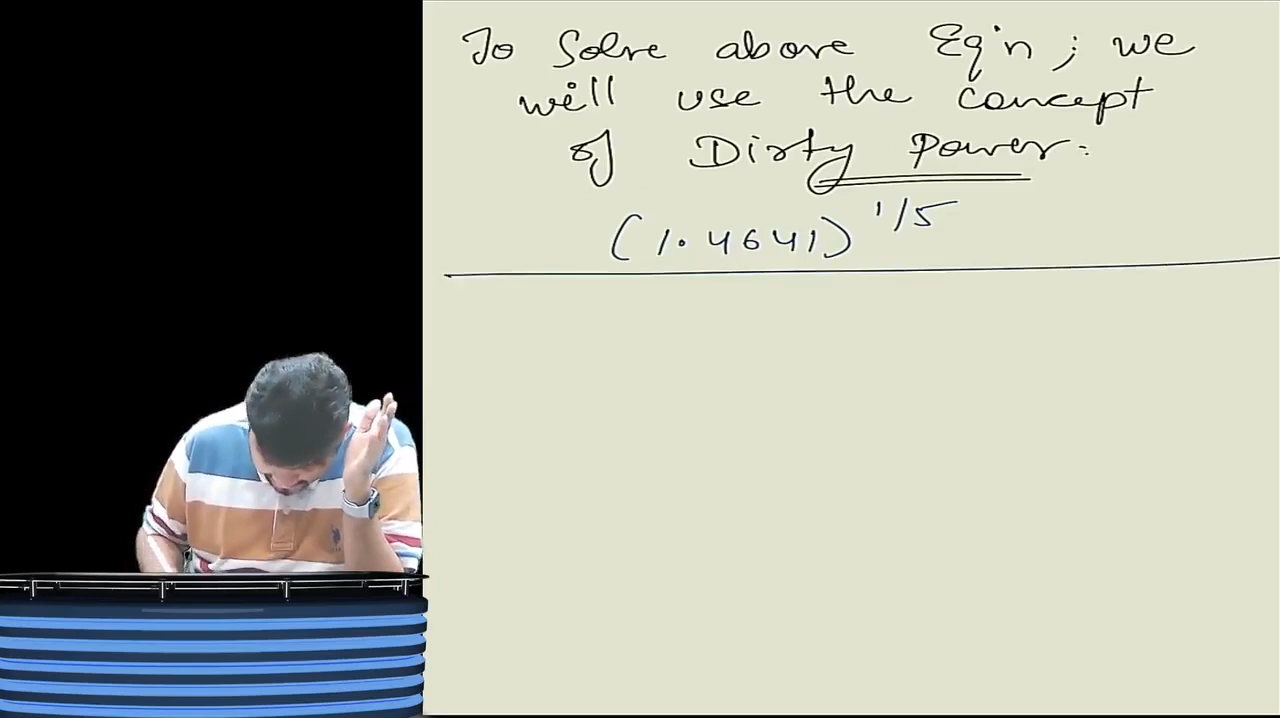 To Solve above Eq'n ; we
will use the concept
of Dirty Power:
(1.4641)^1/5